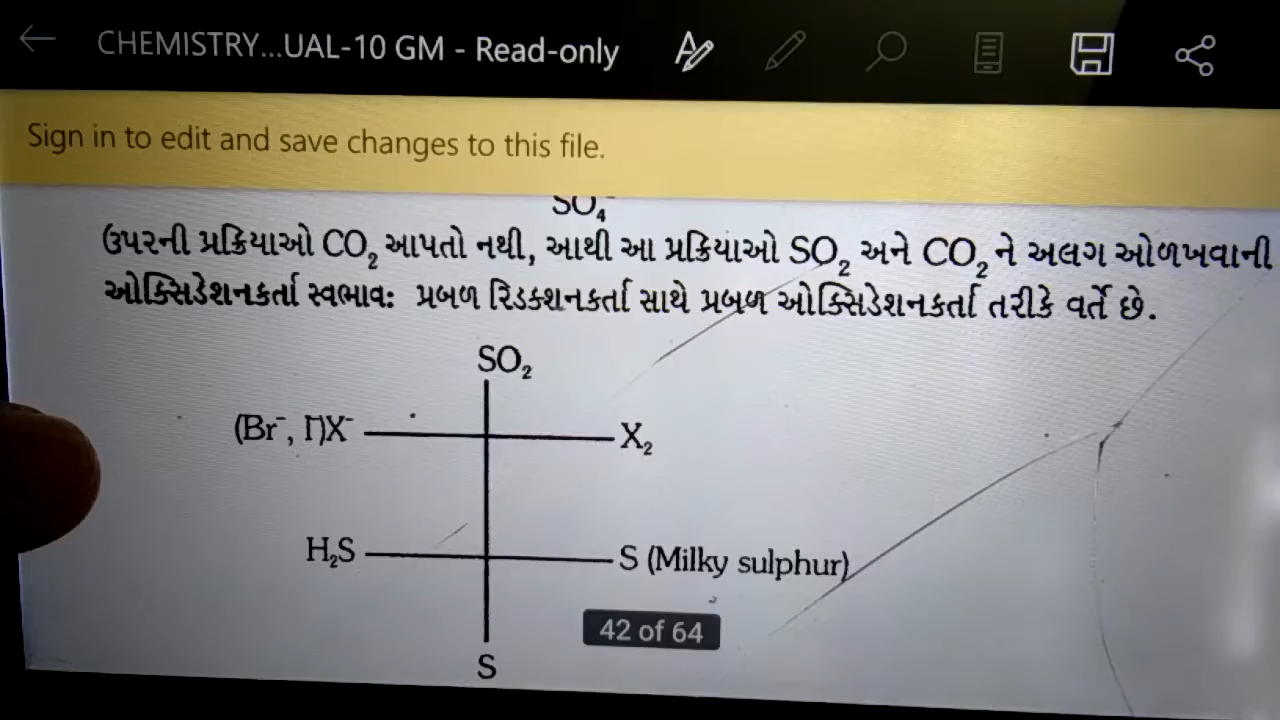 CHEMISTRY...UAL-10 GM - Read-only
Sign in to edit and save changes to this file.
SO₄⁻
ઉપરની પ્રક્રિયાઓ CO₂ આપતો નથી, આથી આ પ્રક્રિયાઓ SO₂ અને CO₂ ને અલગ ઓળખવાની
ઓક્સિડેશનકર્તા સ્વભાવ: પ્રબળ રિડક્શનકર્તા સાથે પ્રબળ ઓક્સિડેશનકર્તા તરીકે વર્તે છે.
SO₂
(Br⁻, I⁻)X⁻ X₂
H₂S S (Milky sulphur)
42 of 64
S